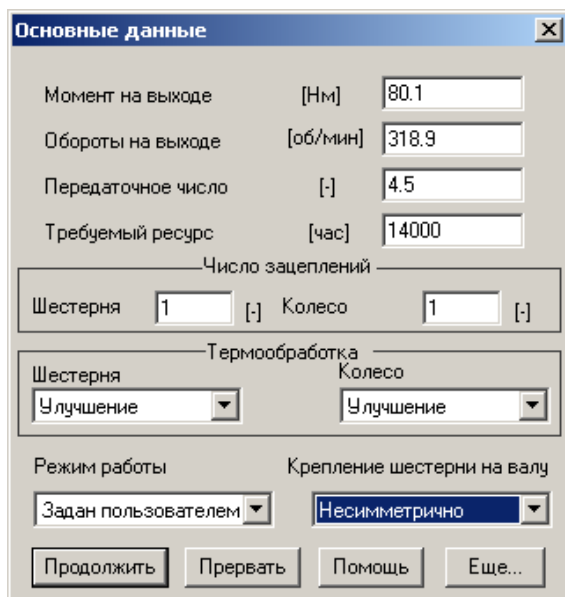 Основные данные
Момент на выходе [Нм] 80.1
Обороты на выходе [об/мин] 318.9
Передаточное число [-] 4.5
Требуемый ресурс [час] 14000
Число зацеплений
Шестерня 1 [-] Колесо 1 [-]
Термообработка
Шестерня Колесо
Улучшение Улучшение
Режим работы Крепление шестерни на валу
Задан пользователем Несимметрично
Продолжить Прервать Помощь Еще...